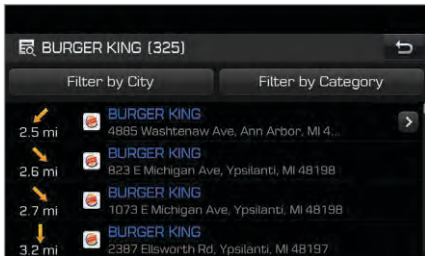 BURGER KING (325)
Filter by City Filter by Category
BURGER KING
2.5 mi 4885 Washtenaw Ave, Ann Arbor, MI 4...
BURGER KING
2.6 mi 823 E Michigan Ave, Ypsilanti, MI 48198
BURGER KING
2.7 mi 1073 E Michigan Ave, Ypsilanti, MI 48198
BURGER KING
3.2 mi 2387 Ellsworth Rd, Ypsilanti, MI 48197